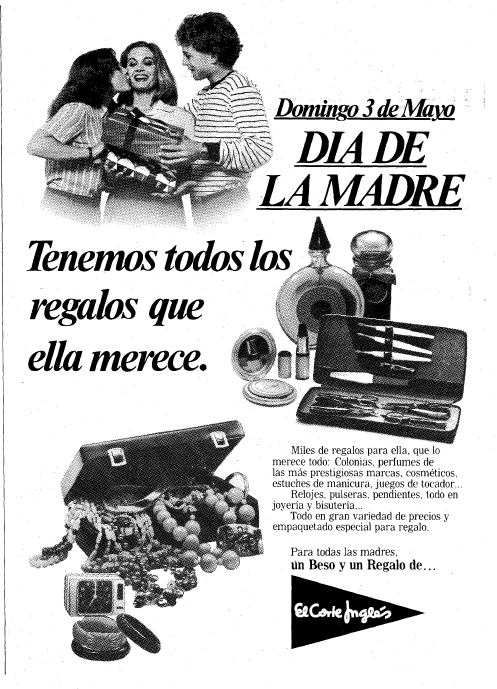 Domingo 3 de Mayo
DIA DE
LA MADRE
Tenemos todos los
regalos que
ella merece.
Miles de regalos para ella, que lo
merece todo: Colonias, perfumes de
las más prestigiosas marcas, cosméticos,
estuches de manicura, juegos de tocador...
Relojes, pulseras, pendientes, todo en
joyería y bisutería...
Todo en gran variedad de precios y
empaquetado especial para regalo.
Para todas las madres,
un Beso y un Regalo de...
El Corte Inglés